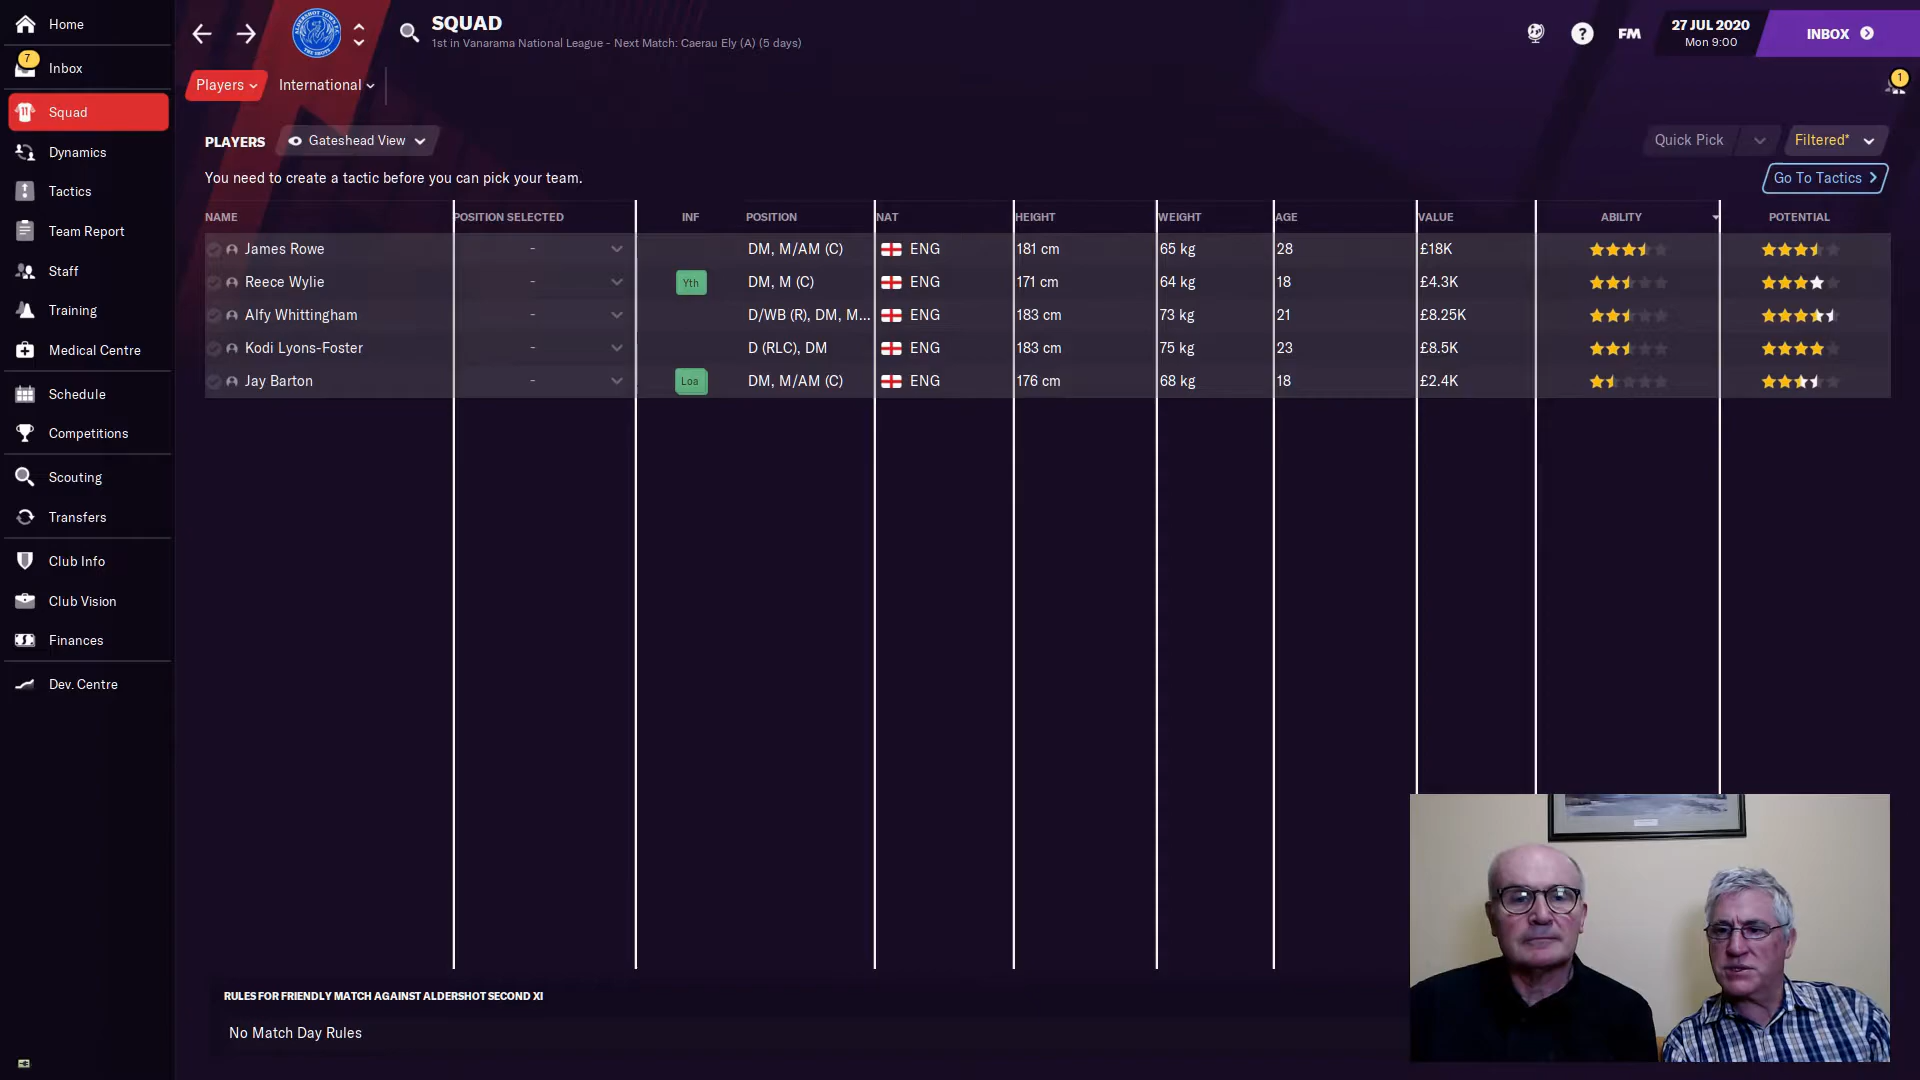 Home
7
Inbox
Squad
Dynamics
Tactics
Team Report
Staff
Training
Medical Centre
Schedule
Competitions
Scouting
Transfers
Club Info
Club Vision
Finances
Dev. Centre
SQUAD
1st in Vanarama National League - Next Match: Caerau Ely (A) (5 days)
?
FM
27 JUL 2020
Mon 9:00
INBOX
Players
International
1
PLAYERS
Gateshead View
Quick Pick
Filtered*
You need to create a tactic before you can pick your team.
Go To Tactics
NAME POSITION SELECTED INF POSITION NAT HEIGHT WEIGHT AGE VALUE ABILITY POTENTIAL
James Rowe - DM, M/AM (C) ENG 181 cm 65 kg 28 £18K
Reece Wylie - Yth DM, M (C) ENG 171 cm 64 kg 18 £4.3K
Alfy Whittingham - D/WB (R), DM, M... ENG 183 cm 73 kg 21 £8.25K
Kodi Lyons-Foster - D (RLC), DM ENG 183 cm 75 kg 23 £8.5K
Jay Barton - Loa DM, M/AM (C) ENG 176 cm 68 kg 18 £2.4K
RULES FOR FRIENDLY MATCH AGAINST ALDERSHOT SECOND XI
No Match Day Rules